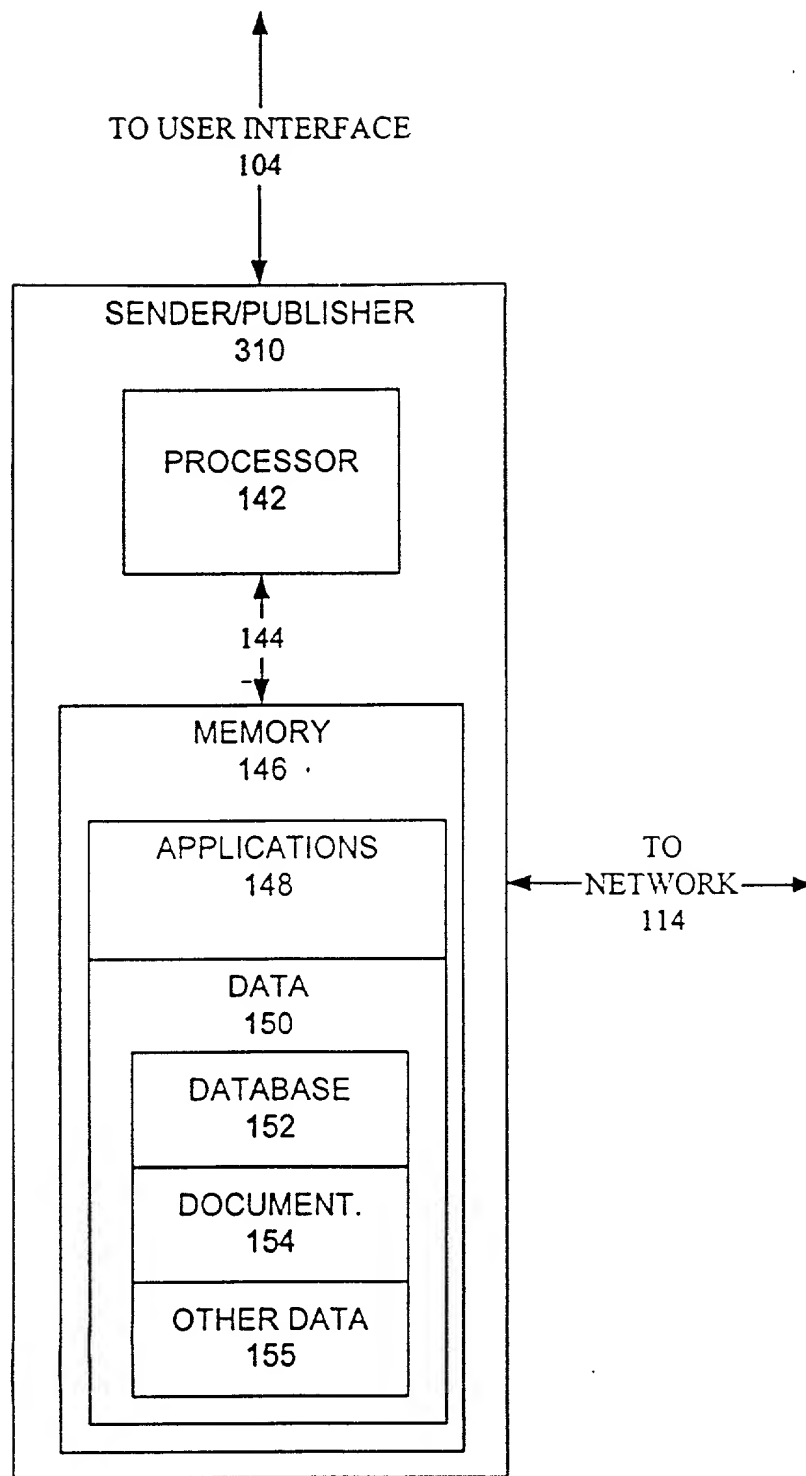 TO USER INTERFACE
104
SENDER/PUBLISHER
310
PROCESSOR
142
144
MEMORY
146
APPLICATIONS
148
TO
NETWORK
114
DATA
150
DATABASE
152
DOCUMENT.
154
OTHER DATA
155